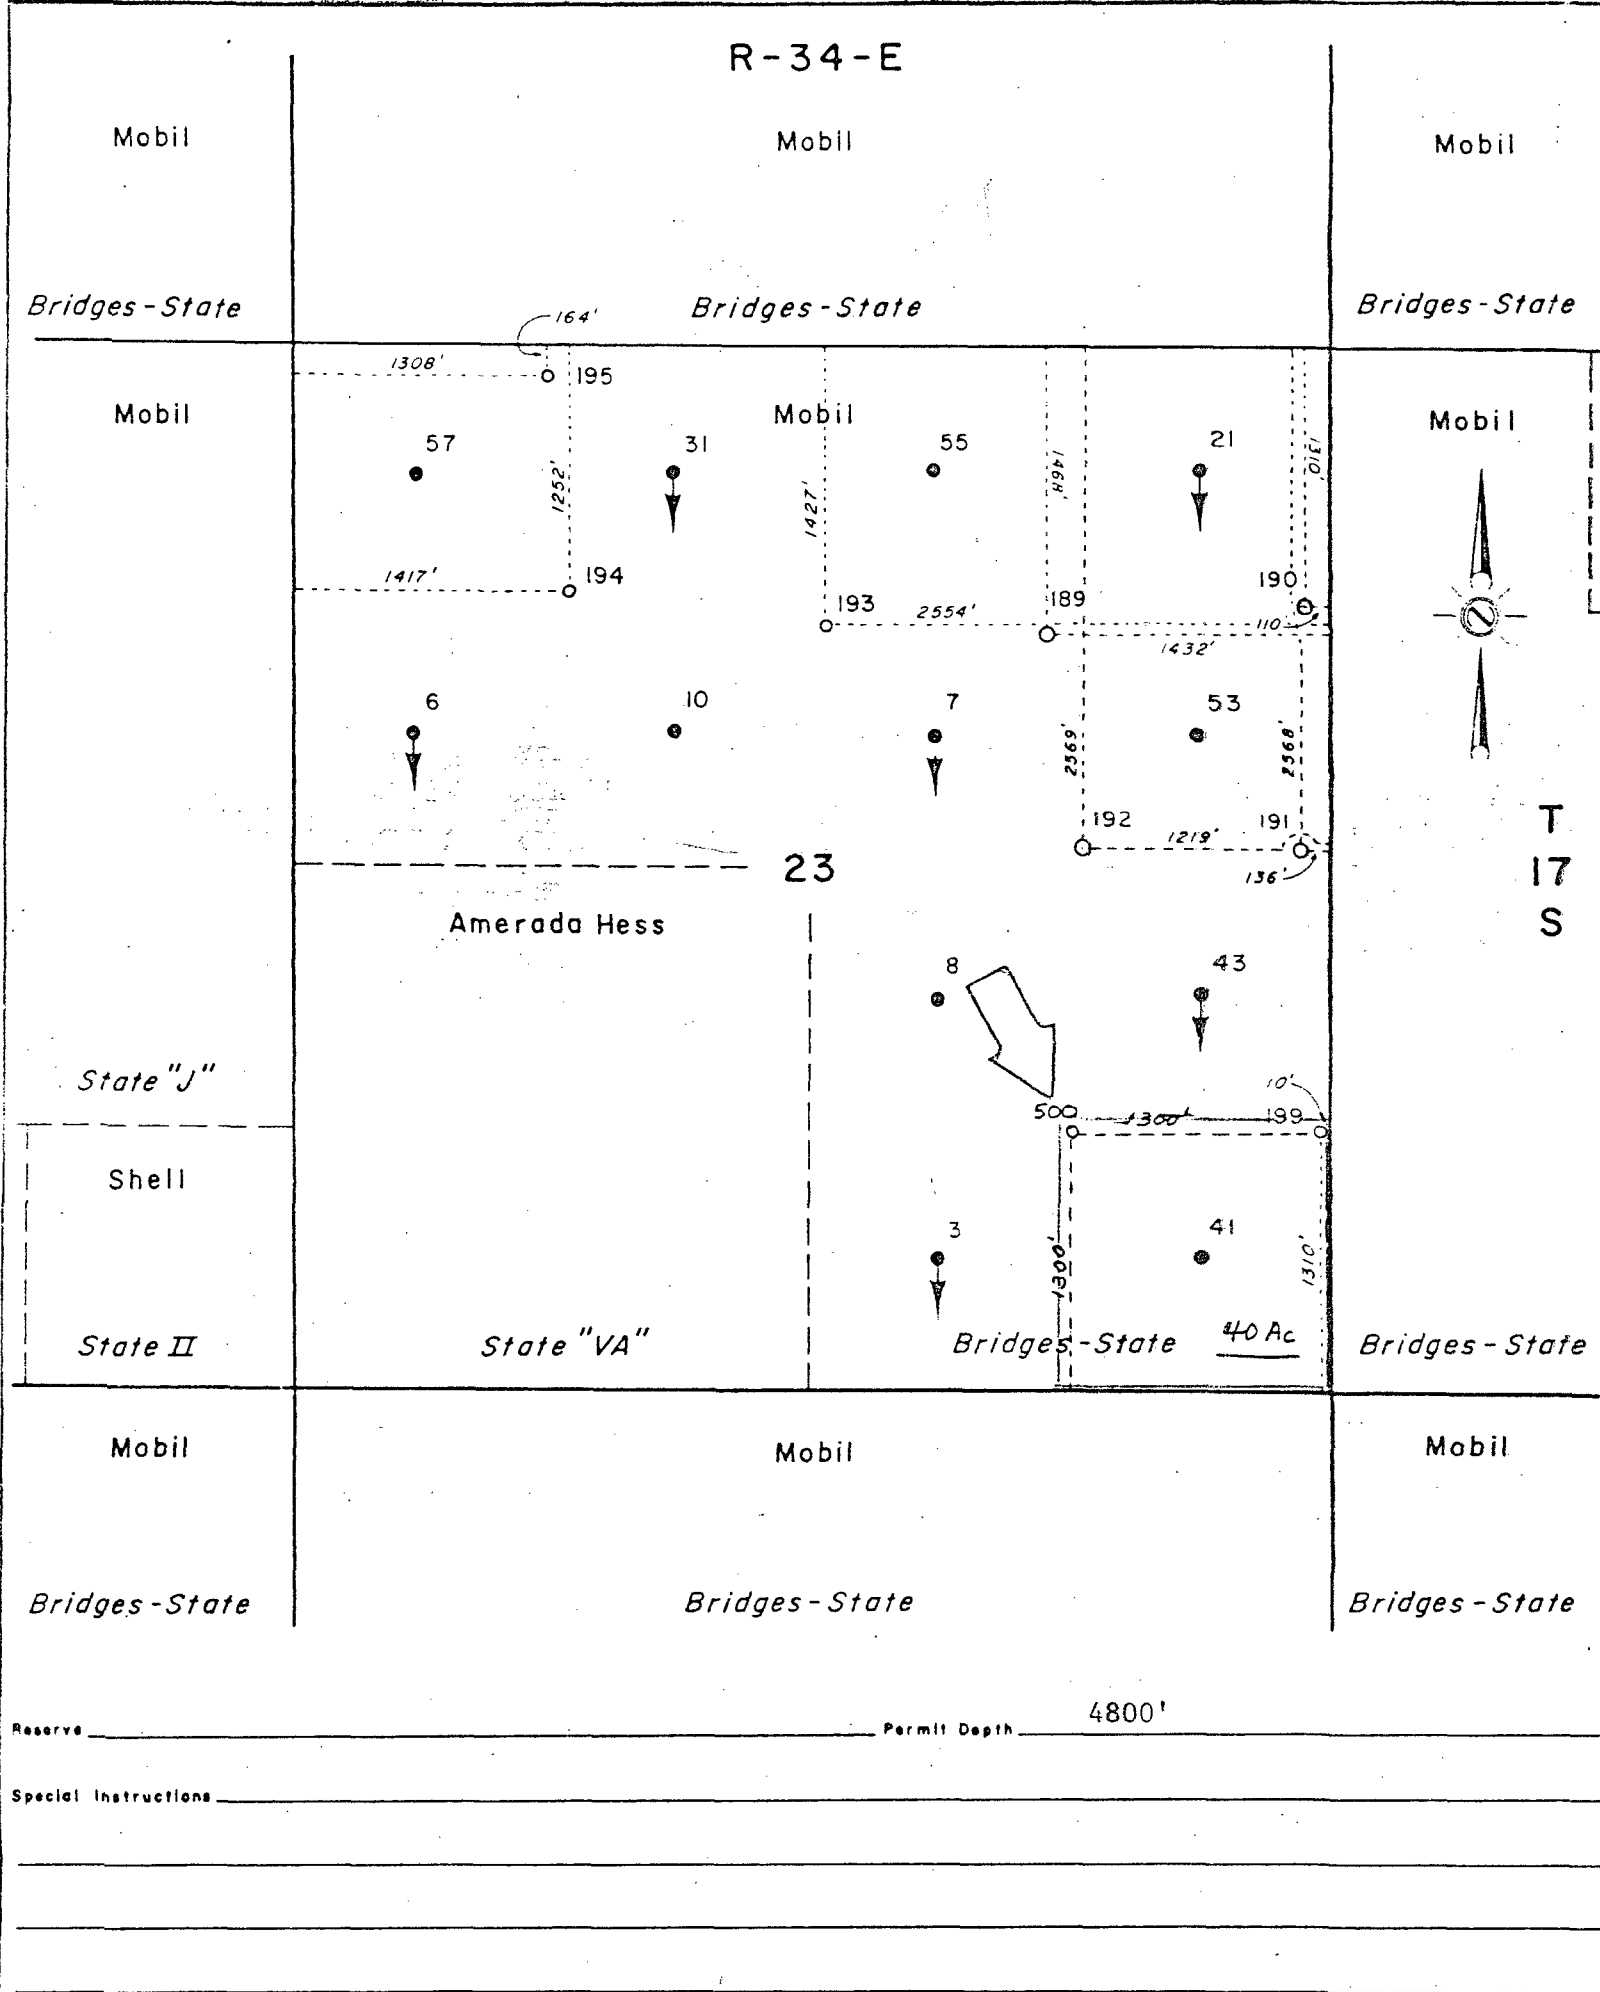 R-34-E
Mobil
Mobil
Mobil
Bridges-State
Bridges-State
Bridges-State
164'
1308'
195
Mobil
Mobil
Mobil
57
31
55
21
1252'
1427'
1468'
1310'
1417'
194
193
2554'
189
190
110
1432'
6
10
7
53
2569'
2568'
192
1219'
191
136'
23
T
17
S
Amerada Hess
8
43
State "J"
10'
500
1300'
199
Shell
3
41
1300'
1310'
State II
State "VA"
Bridges-State
40 Ac
Bridges-State
Mobil
Mobil
Mobil
Bridges-State
Bridges-State
Bridges-State
Reserve
Permit Depth
4800'
Special Instructions